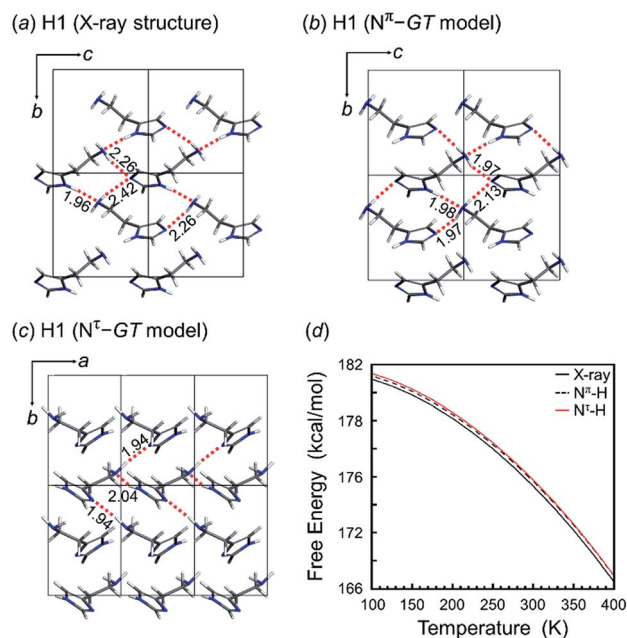 (a) H1 (X-ray structure)
c
b
2.26
2.42
1.96
2.26
(b) H1 (Nπ–GT model)
c
b
1.97
2.13
1.98
1.97
(c) H1 (Nτ–GT model)
a
b
1.94
2.04
1.94
(d)
Free Energy (kcal/mol)
182
178
176
172
166
X-ray
Nπ-H
Nτ-H
100 150 200 250 300 350 400
Temperature (K)